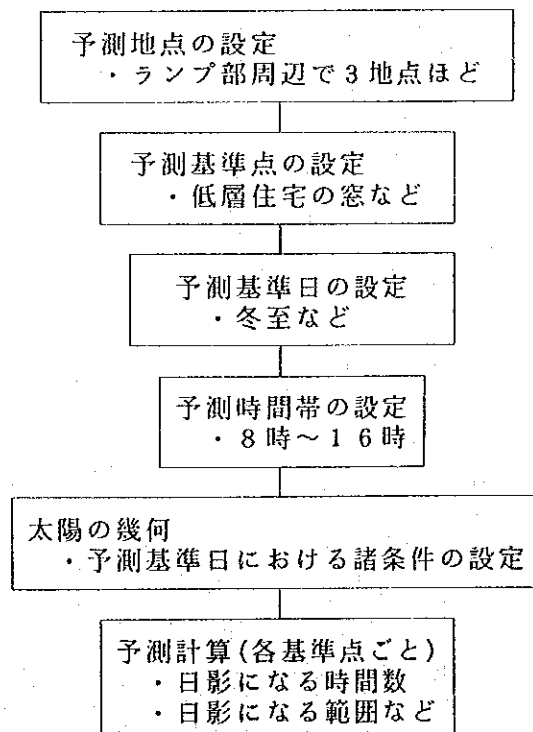 予測地点の設定
・ランプ部周辺で3地点ほど
予測基準点の設定
・低層住宅の窓など
予測基準日の設定
・冬至など
予測時間帯の設定
・8時～16時
太陽の幾何
・予測基準日における諸条件の設定
予測計算(各基準点ごと)
・日影になる時間数
・日影になる範囲など